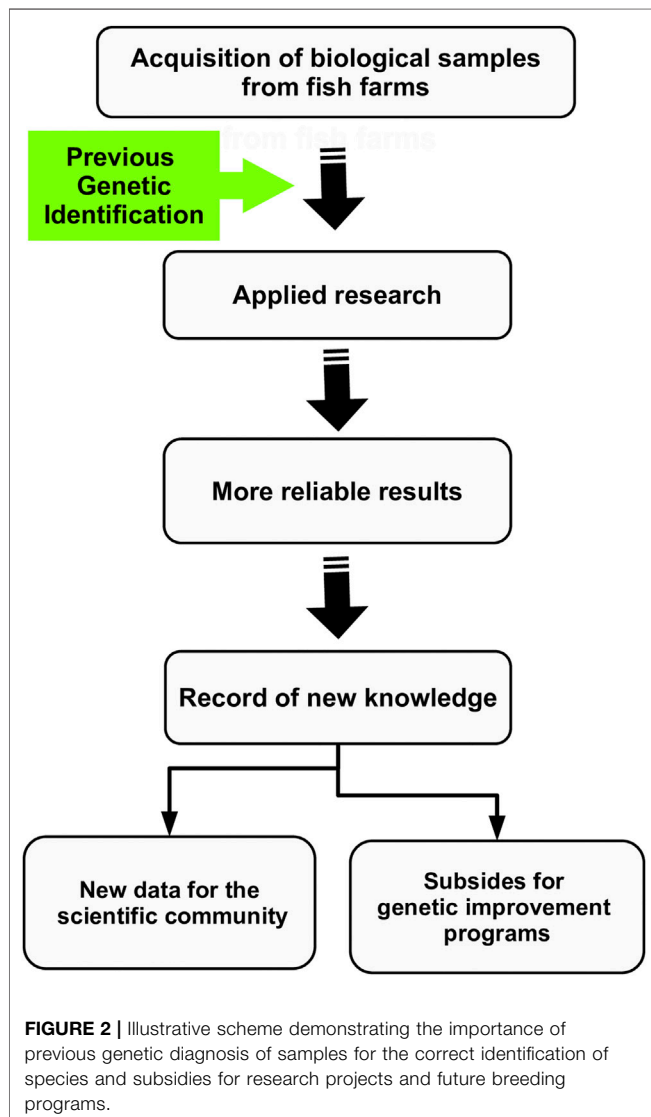 Acquisition of biological samples
from fish farms
from fish farms
Previous
Genetic
Identification
Applied research
More reliable results
Record of new knowledge
New data for the
scientific community
Subsides for
genetic improvement
programs
FIGURE 2 | Illustrative scheme demonstrating the importance of
previous genetic diagnosis of samples for the correct identification of
species and subsidies for research projects and future breeding
programs.